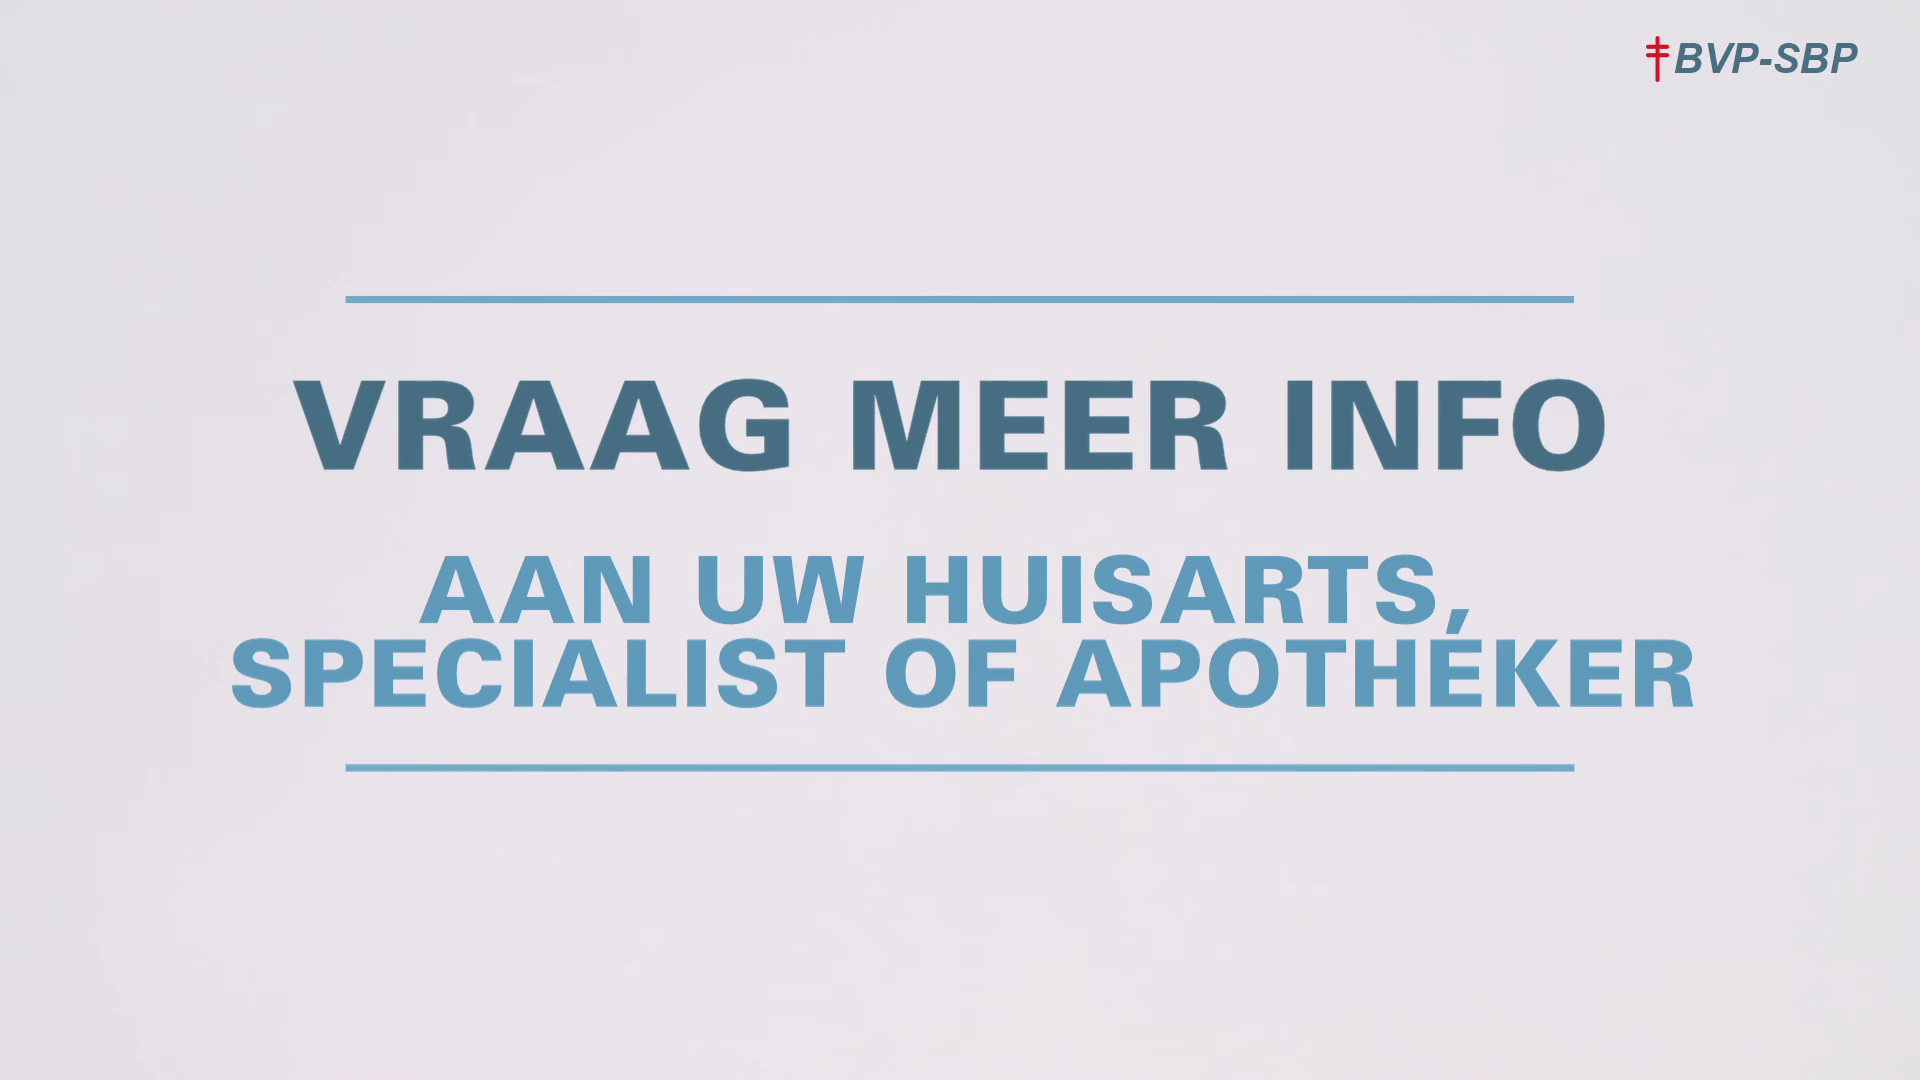 BVP-SBP
VRAAG MEER INFO
AAN UW HUISARTS,
SPECIALIST OF APOTHEKER